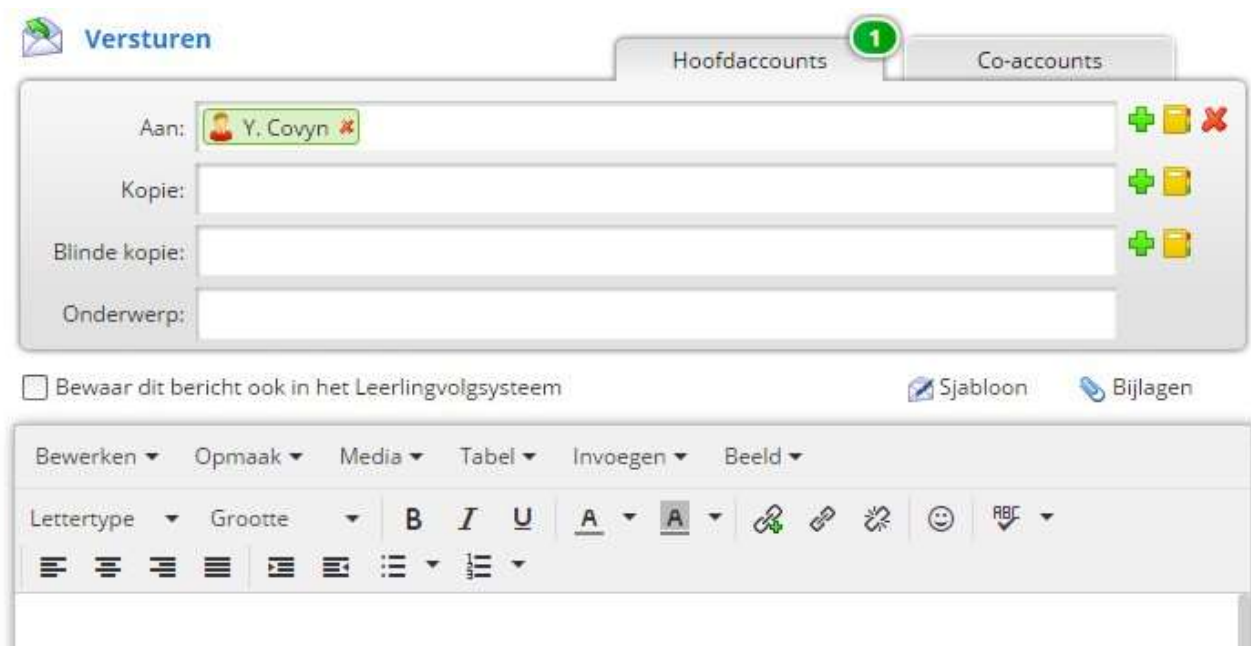 Versturen
Hoofdaccounts 1 Co-accounts
Aan: Y. Covyn
Kopie:
Blinde kopie:
Onderwerp:
Bewaar dit bericht ook in het Leerlingvolgsysteem Sjabloon Bijlagen
Bewerken Opmaak Media Tabel Invoegen Beeld
Lettertype Grootte B I U A A ABC